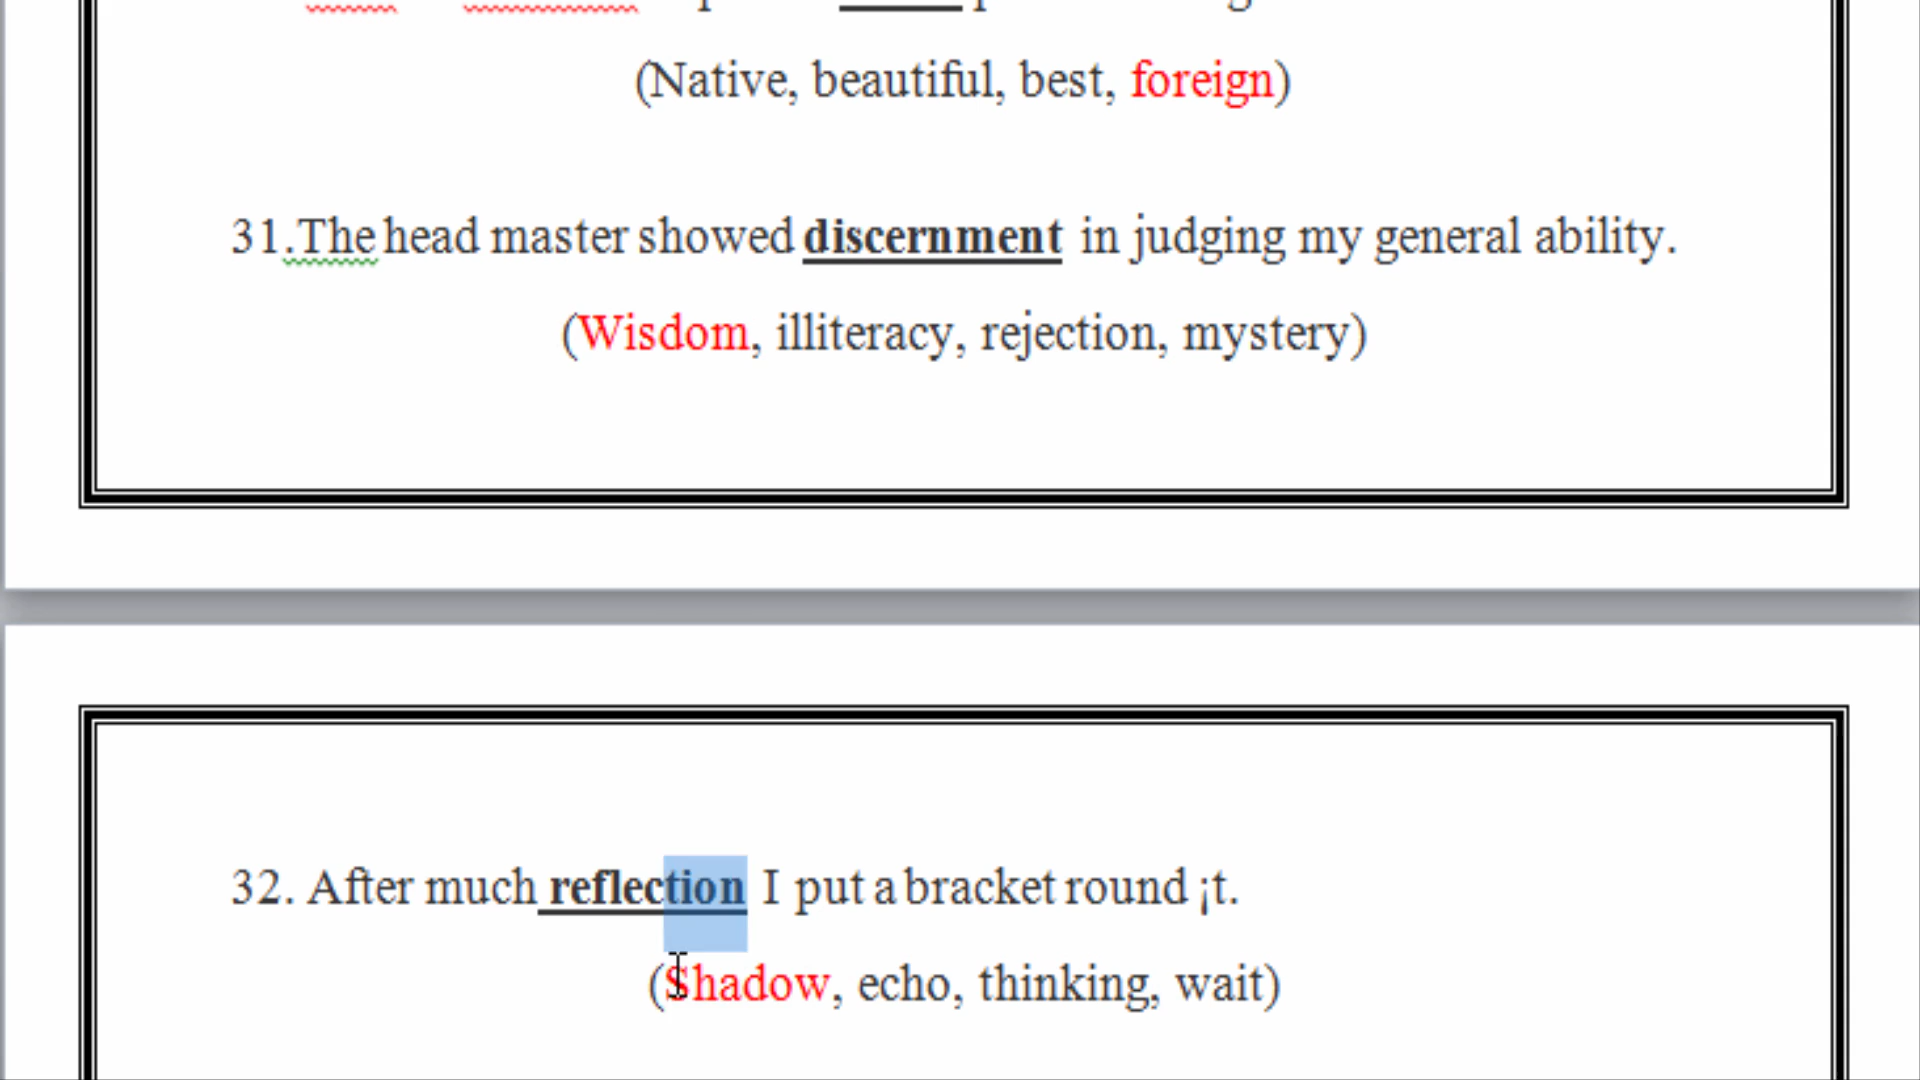 (Native, beautiful, best, foreign)
31.The head master showed discernment in judging my general ability.
(Wisdom, illiteracy, rejection, mystery)
32. After much reflection I put a bracket round ¡t.
(Shadow, echo, thinking, wait)